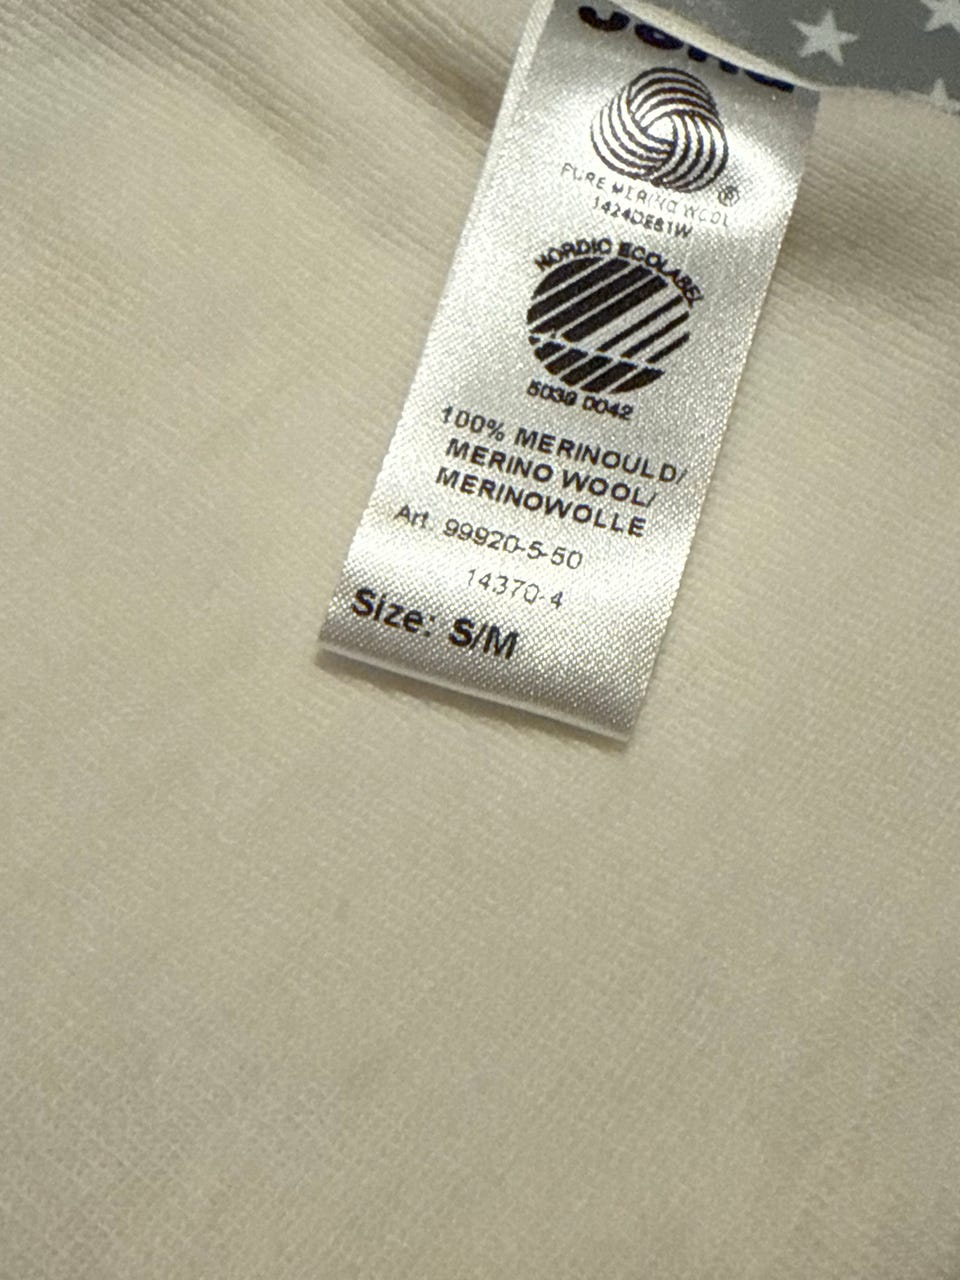 Joha
PURE MERINO WOOL
1424DE81W
NORDIC ECOLABEL
5039 0042
100% MERINOULD/
MERINO WOOL/
MERINOWOLLE
Art. 99920-5-50
14370-4
Size: S/M